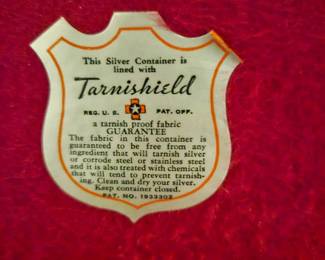 This Silver Container is
lined with
Tarnishield
REG. U. S. PAT. OFF.
a tarnish proof fabric
GUARANTEE
The fabric in this container is
guaranteed to be free from any
ingredient that will tarnish silver
or corrode steel or stainless steel
and it is also treated with chemicals
that will tend to prevent tarnish-
ing. Clean and dry your silver.
Keep container closed.
PAT. NO. 1933302